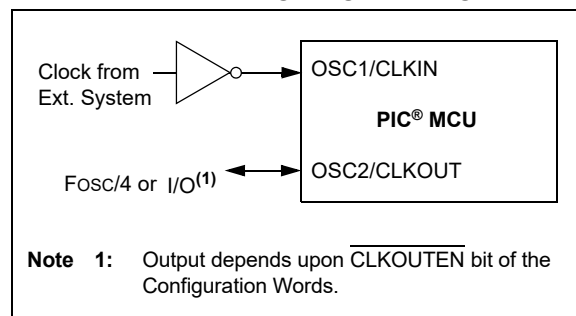 Clock from
Ext. System
OSC1/CLKIN
PIC® MCU
FOSC/4 or I/O(1)
OSC2/CLKOUT
Note 1: Output depends upon CLKOUTEN bit of the
Configuration Words.